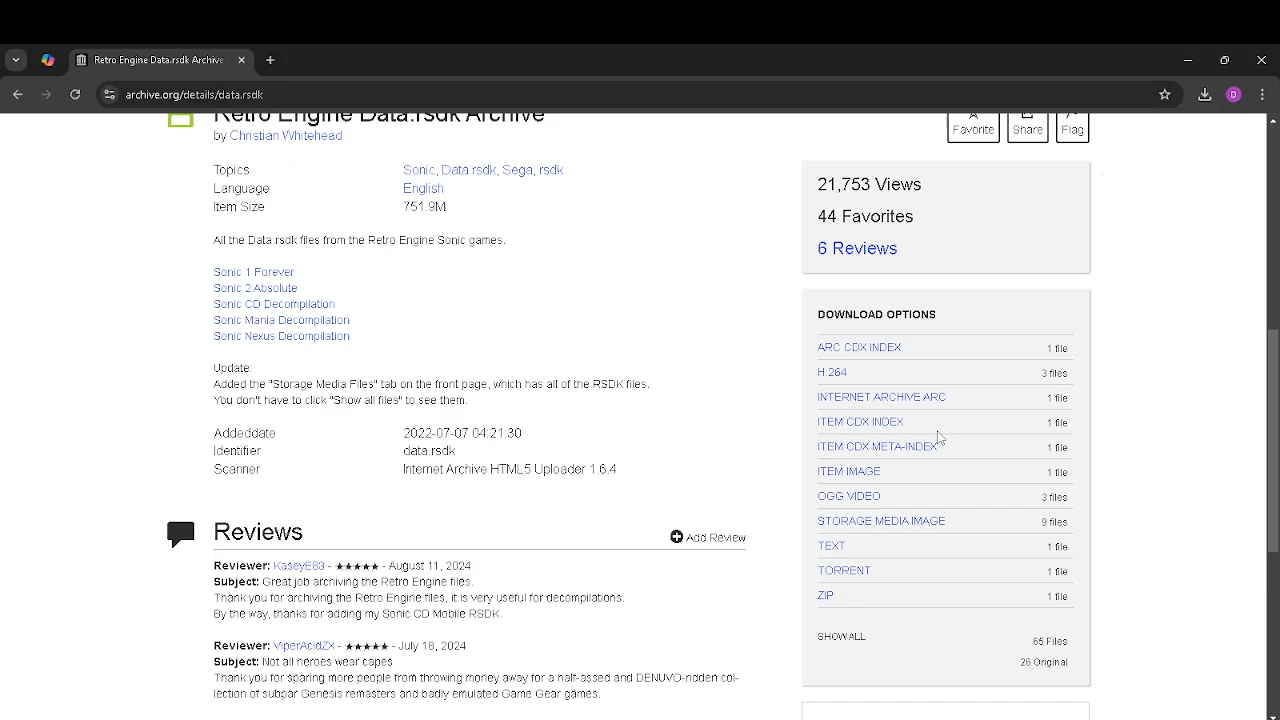 Retro Engine Data.rsdk Archive
archive.org/details/data.rsdk
D
Retro Engine Data.rsdk Archive
by Christian Whitehead
Favorite
Share
Flag
Topics Sonic, Data.rsdk, Sega, rsdk
Language English
Item Size 751.9M
All the Data.rsdk files from the Retro Engine Sonic games.
Sonic 1 Forever
Sonic 2 Absolute
Sonic CD Decompilation
Sonic Mania Decompilation
Sonic Nexus Decompilation
Update:
Added the "Storage Media Files" tab on the front page, which has all of the RSDK files.
You don't have to click "Show all files" to see them.
Addeddate 2022-07-07 04:21:30
Identifier data.rsdk
Scanner Internet Archive HTML5 Uploader 1.6.4
Reviews
Add Review
Reviewer: KaseyE83 - ★★★★★ - August 11, 2024
Subject: Great job archiving the Retro Engine files.
Thank you for archiving the Retro Engine files, it is very useful for decompilations.
By the way, thanks for adding my Sonic CD Mobile RSDK.
Reviewer: ViperAcidZX - ★★★★★ - July 18, 2024
Subject: Not all heroes wear capes
Thank you for sparing more people from throwing money away for a half-assed and DENUVO-ridden col-
lection of subpar Genesis remasters and badly emulated Game Gear games.
21,753 Views
44 Favorites
6 Reviews
DOWNLOAD OPTIONS
ARC CDX INDEX 1 file
H.264 3 files
INTERNET ARCHIVE ARC 1 file
ITEM CDX INDEX 1 file
ITEM CDX META-INDEX 1 file
ITEM IMAGE 1 file
OGG VIDEO 3 files
STORAGE MEDIA IMAGE 9 files
TEXT 1 file
TORRENT 1 file
ZIP 1 file
SHOW ALL 65 Files
26 Original